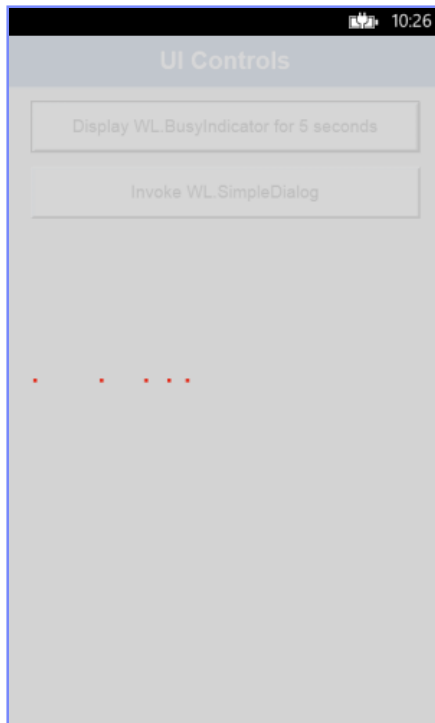 10:26
UI Controls
Display WL.BusyIndicator for 5 seconds
Invoke WL.SimpleDialog